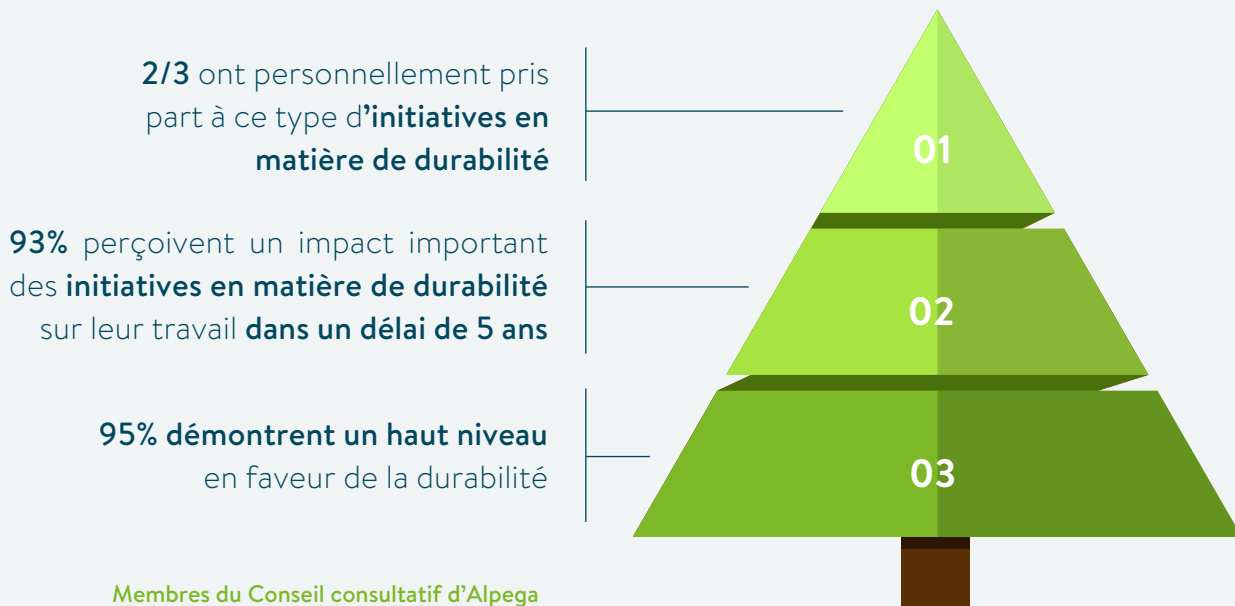 2/3 ont personnellement pris
part à ce type d’initiatives en
matière de durabilité
01
93% perçoivent un impact important
des initiatives en matière de durabilité
sur leur travail dans un délai de 5 ans
02
95% démontrent un haut niveau
en faveur de la durabilité
03
Membres du Conseil consultatif d’Alpega